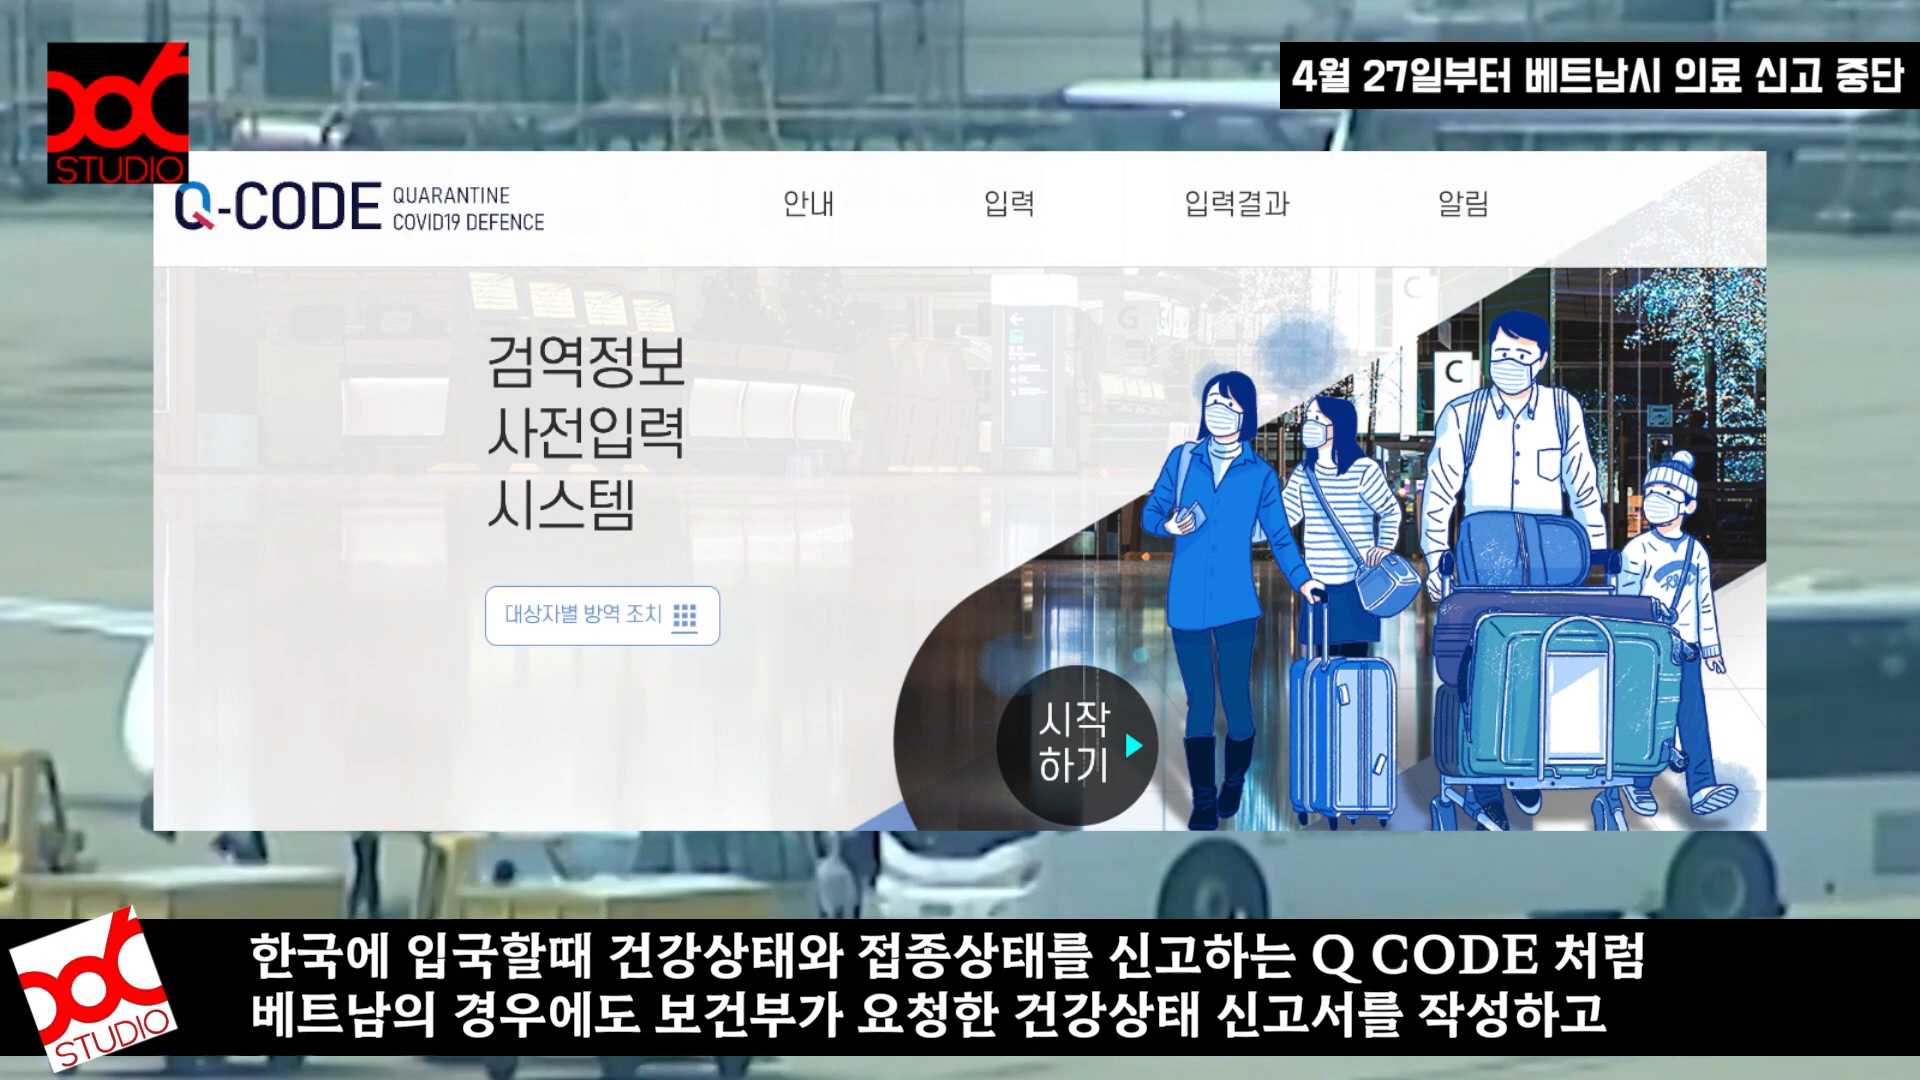 STUDIO
4월 27일부터 베트남시 의료 신고 중단
Q-CODE QUARANTINE
COVID19 DEFENCE
안내 입력 입력결과 알림
검역정보
사전입력
시스템
대상자별 방역 조치
시작
하기
C
C
G
한국에 입국할때 건강상태와 접종상태를 신고하는 Q CODE 처럼
베트남의 경우에도 보건부가 요청한 건강상태 신고서를 작성하고
STUDIO